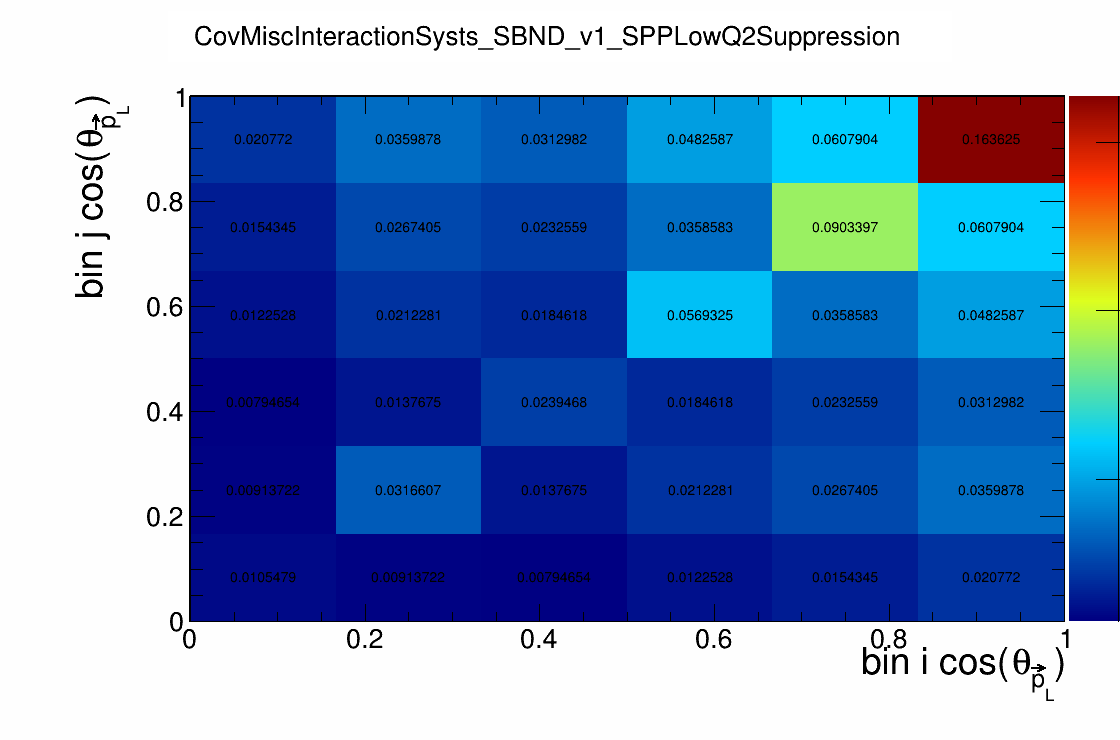 CovMiscInteractionSysts_SBND_v1_SPPLowQ2Suppression
bin j cos(θ_p⃗_L)
1
0.8
0.6
0.4
0.2
0
0.020772 0.0359878 0.0312982 0.0482587 0.0607904 0.163625
0.0154345 0.0267405 0.0232559 0.0358583 0.0903397 0.0607904
0.0122528 0.0212281 0.0184618 0.0569325 0.0358583 0.0482587
0.00794654 0.0137675 0.0239468 0.0184618 0.0232559 0.0312982
0.00913722 0.0316607 0.0137675 0.0212281 0.0267405 0.0359878
0.0105479 0.00913722 0.00794654 0.0122528 0.0154345 0.020772
0 0.2 0.4 0.6 0.8 1
bin i cos(θ_p⃗_L)